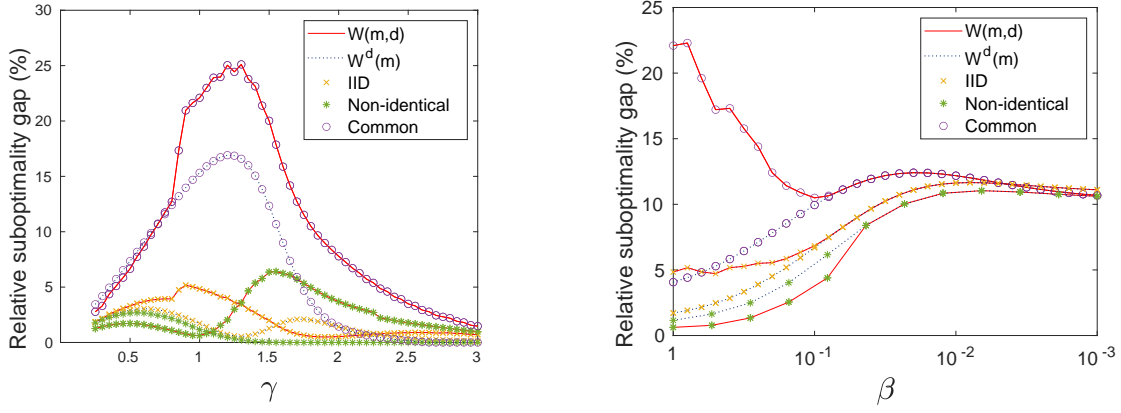 Relative suboptimality gap (%)
30
25
20
15
10
5
0
0.5
1
1.5
2
2.5
3
γ
W(m,d)
W^d(m)
IID
Non-identical
Common
Relative suboptimality gap (%)
25
20
15
10
5
0
1
10^-1
10^-2
10^-3
β
W(m,d)
W^d(m)
IID
Non-identical
Common